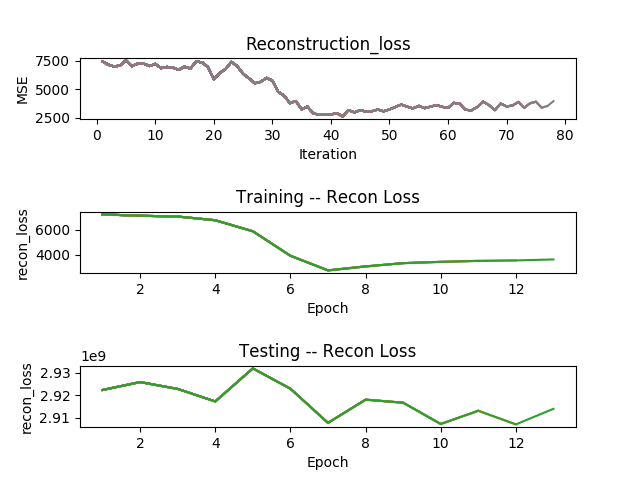 Reconstruction_loss
7500
5000
2500
MSE
0 10 20 30 40 50 60 70 80
Iteration
Training -- Recon Loss
6000
4000
recon_loss
2 4 6 8 10 12
Epoch
Testing -- Recon Loss
1e9
2.93
2.92
2.91
recon_loss
2 4 6 8 10 12
Epoch